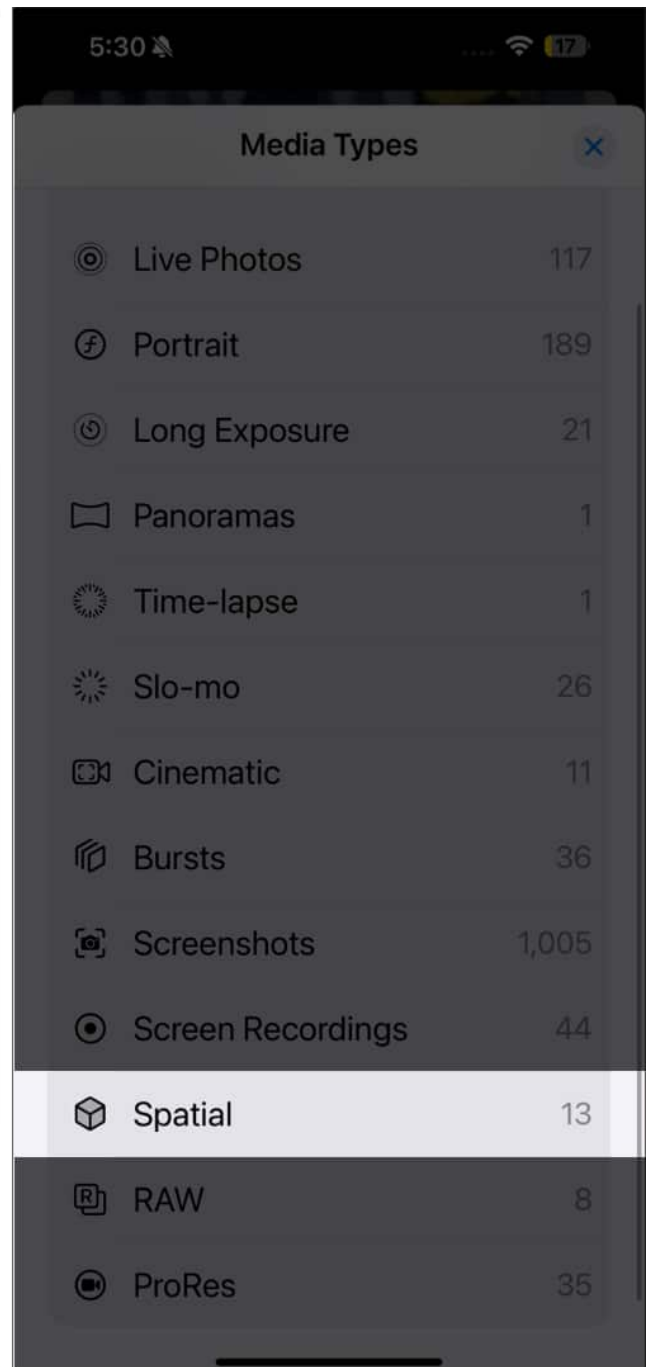 5:30
17
Media Types
Live Photos 117
Portrait 189
Long Exposure 21
Panoramas 1
Time-lapse 1
Slo-mo 26
Cinematic 11
Bursts 36
Screenshots 1,005
Screen Recordings 44
Spatial 13
RAW 8
ProRes 35